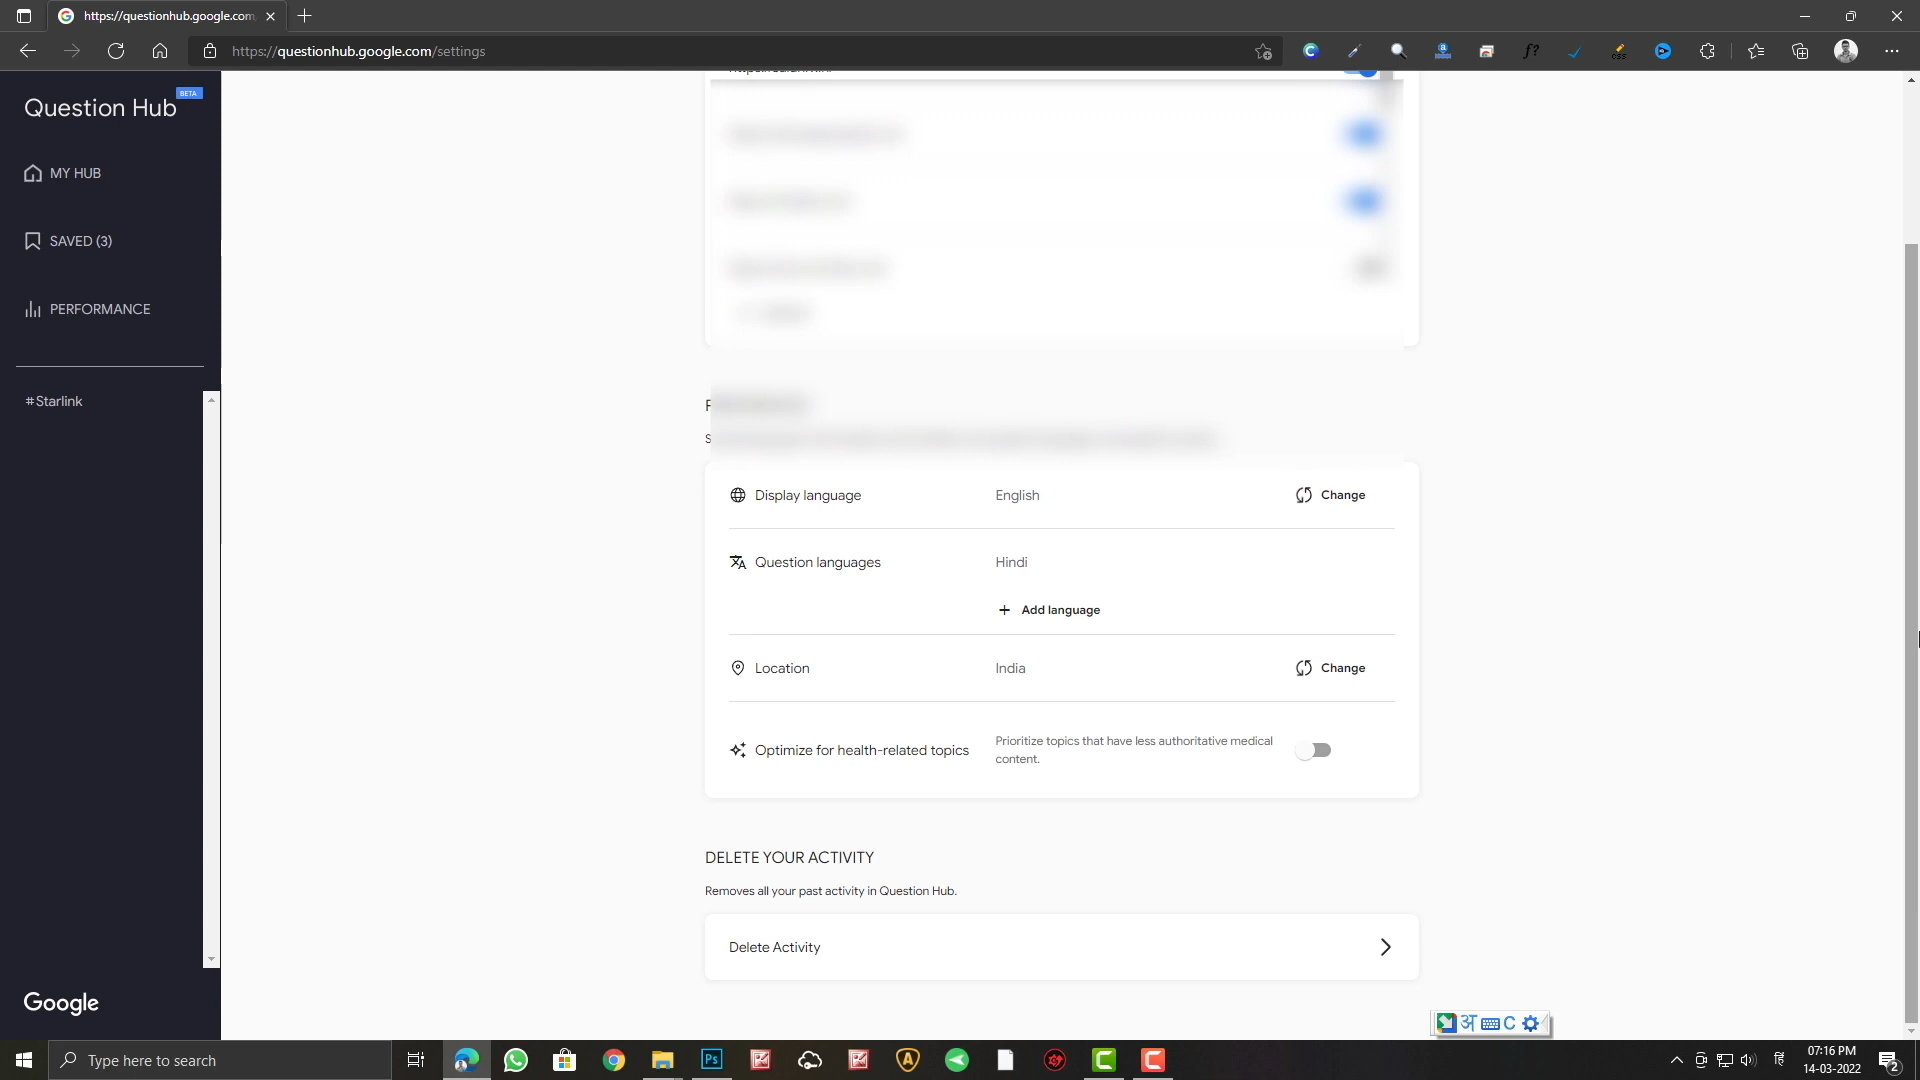 https://questionhub.google.com
https://questionhub.google.com/settings
Question Hub
BETA
MY HUB
SAVED (3)
PERFORMANCE
#Starlink
Display language
English
Change
Question languages
Hindi
+ Add language
Location
India
Change
Optimize for health-related topics
Prioritize topics that have less authoritative medical
content.
DELETE YOUR ACTIVITY
Removes all your past activity in Question Hub.
Delete Activity
Google
अ
C
Type here to search
Ps
हि
07:16 PM
14-03-2022
2